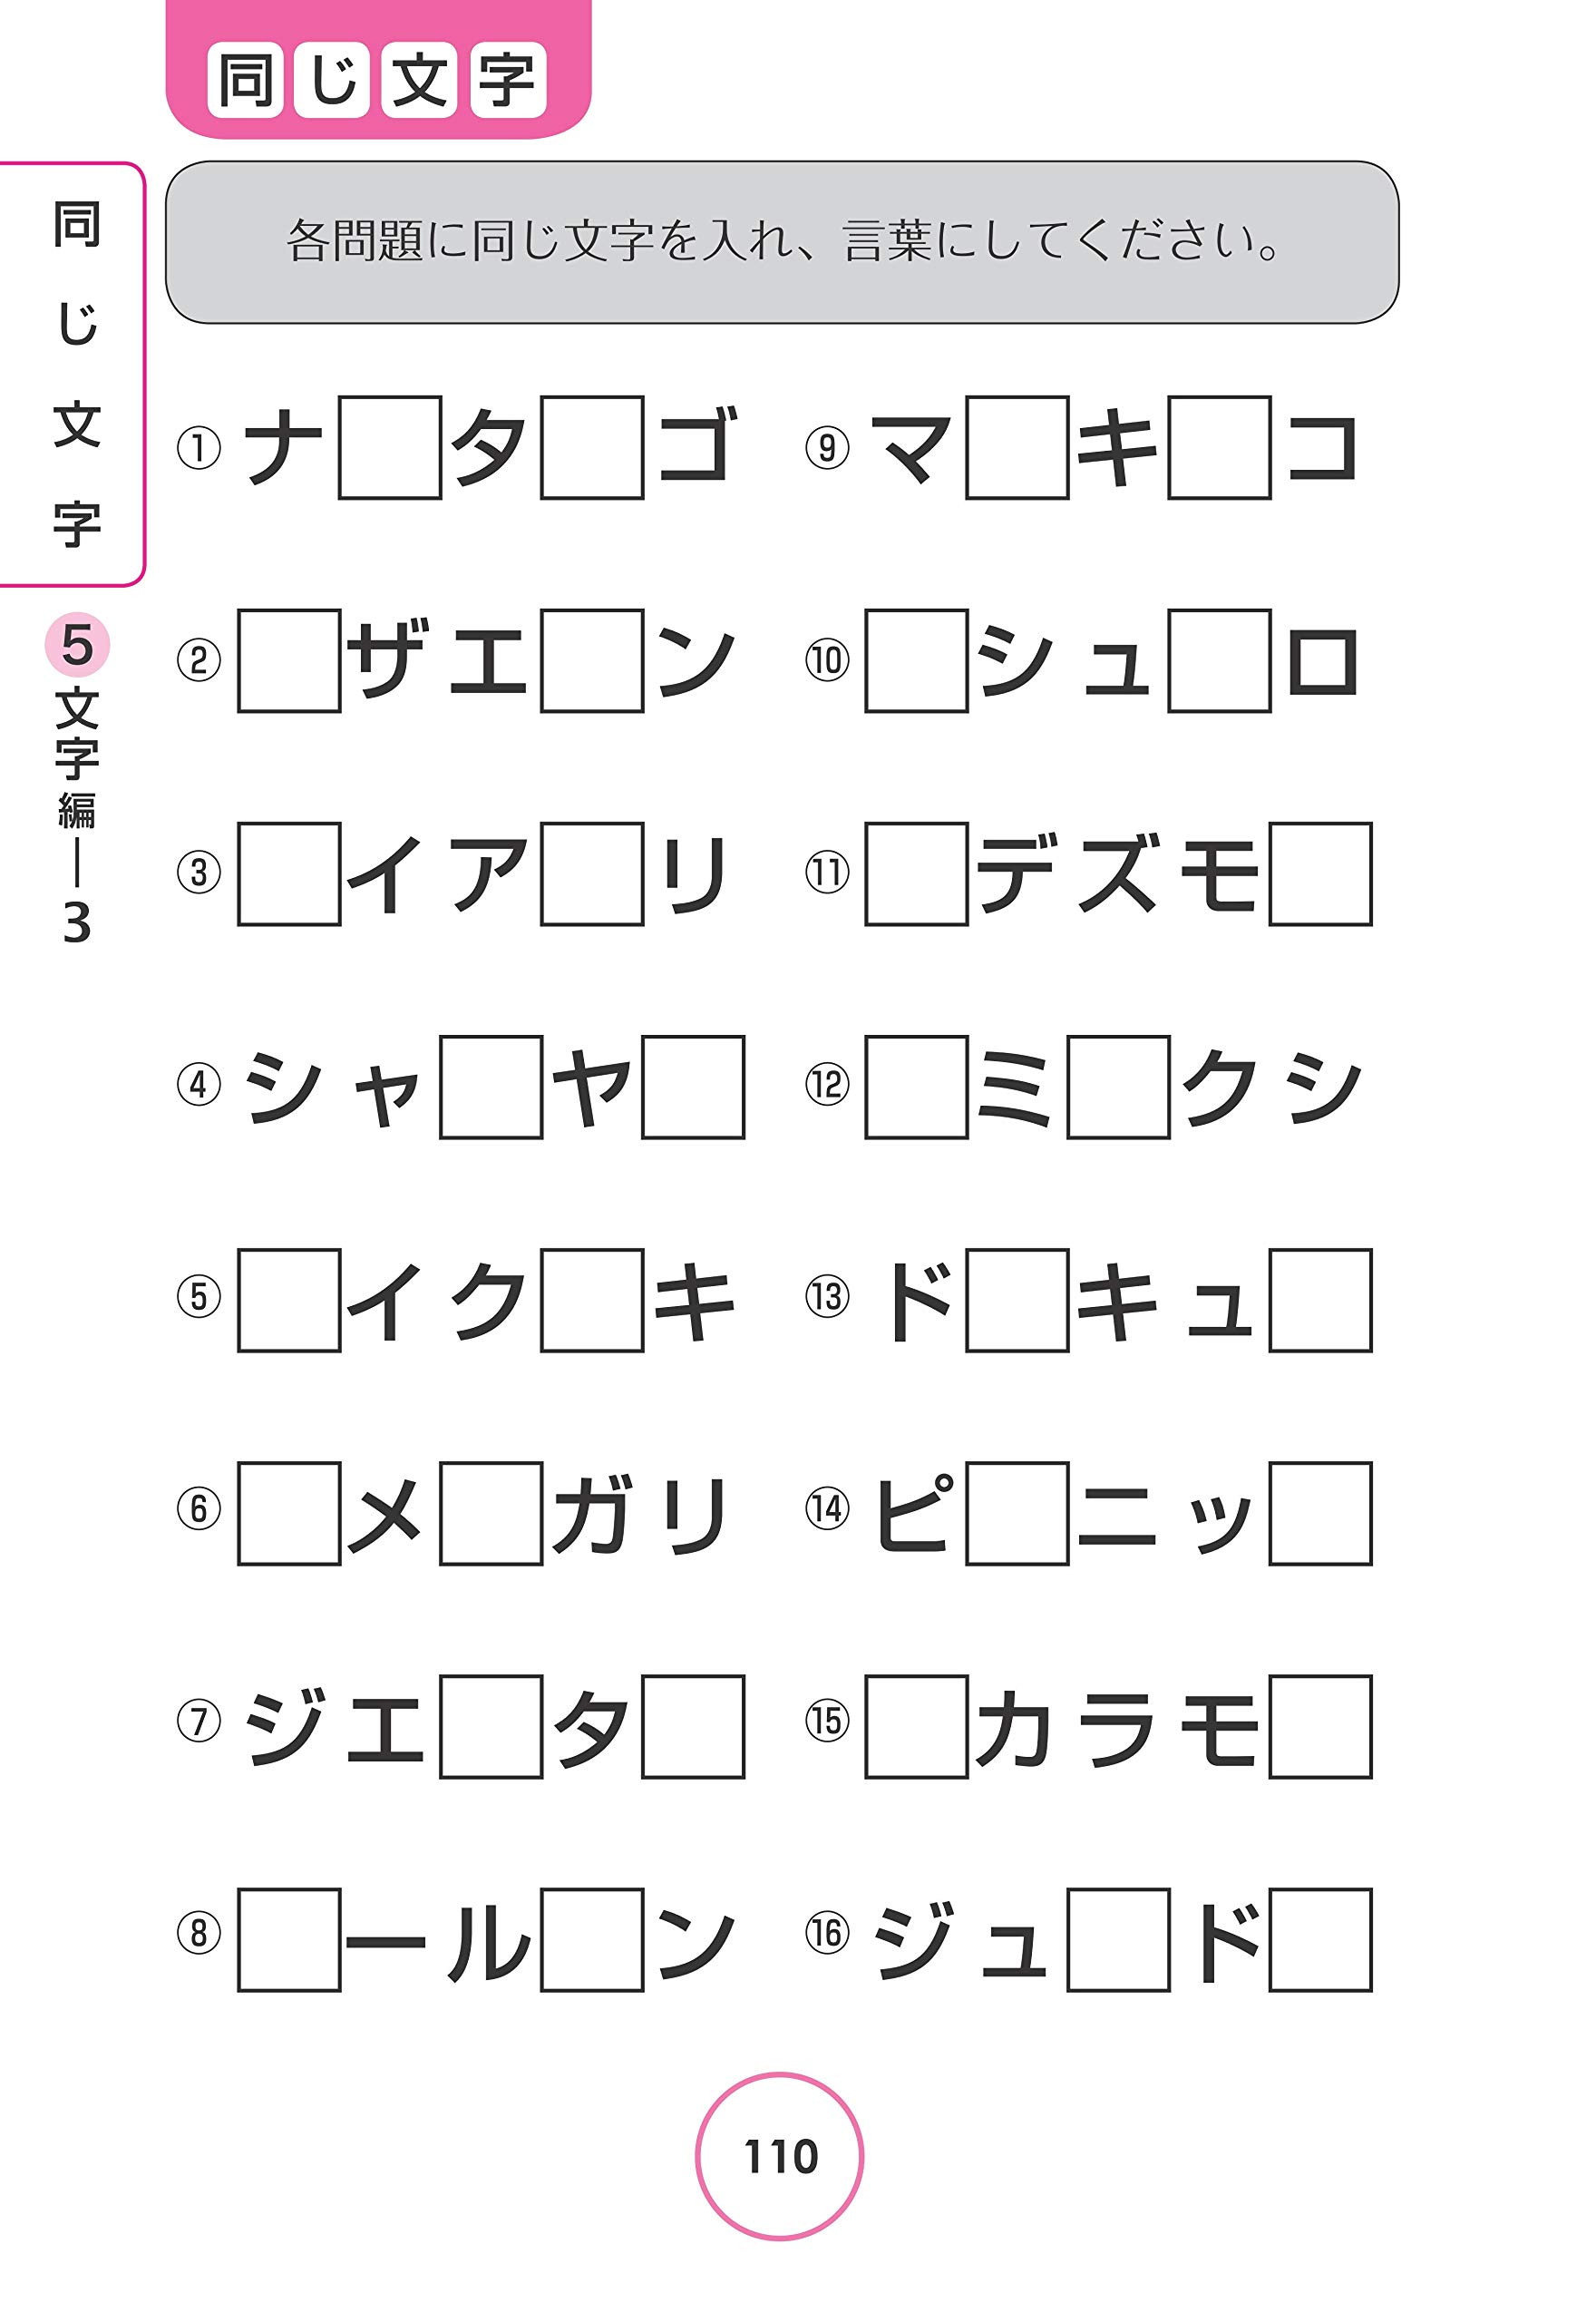 同じ文字
各問題に同じ文字を入れ、言葉にしてください。
同じ文字
5文字編―3
① ナ□タ□ゴ
② □ザエ□ン
③ □イア□リ
④ シャ□ヤ□
⑤ □イク□キ
⑥ □メ□ガリ
⑦ ジエ□タ□
⑧ □ール□ン
⑨ マ□キ□コ
⑩ □シュ□ロ
⑪ □デズモ□
⑫ □ミ□クシ
⑬ ド□キュ□
⑭ ピ□ニッ□
⑮ □カラモ□
⑯ ジュ□ド□
110